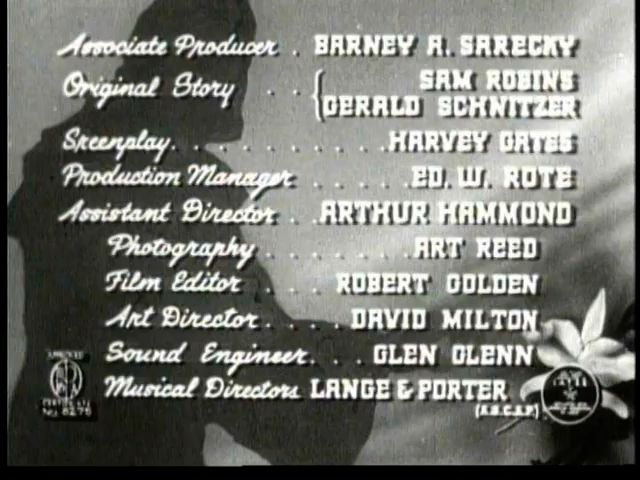 Associate Producer . BARNEY A. SARECKY
Original Story . . { SAM ROBINS
GERALD SCHNITZER
Sreenplay. . . . . . . . . . HARVEY GATES
Production Manager . . . . . ED. W. ROTE
Assistant Director . . ARTHUR HAMMOND
Photography . . . . . . . ART REED
Film Editor . . . ROBERT GOLDEN
Art Director. . . . DAVID MILTON
Sound Engineer. . . . GLEN GLENN
Musical Directors LANGE & PORTER
(A.S.C.A.P.)